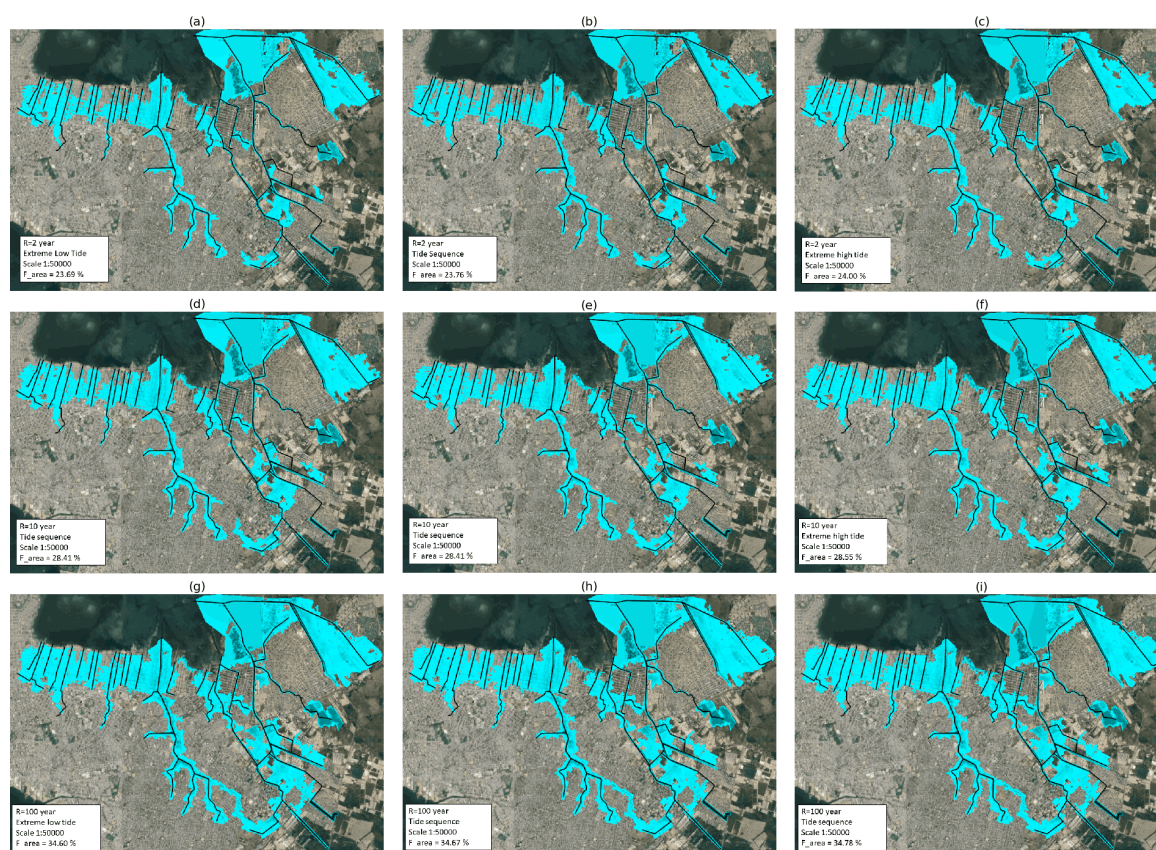 (a)
(b)
(c)
R=2 year
Extreme Low Tide
Scale 1:50000
F_area = 23.69 %
R=2 year
Tide Sequence
Scale 1:50000
F_area = 23.76 %
R=2 year
Extreme high tide
Scale 1:50000
F_area = 24.00 %
(d)
(e)
(f)
R=10 year
Tide sequence
Scale 1:50000
F_area = 28.41 %
R=10 year
Tide sequence
Scale 1:50000
F_area = 28.41 %
R=10 year
Extreme high tide
Scale 1:50000
F_area = 28.55 %
(g)
(h)
(i)
R=100 year
Extreme low tide
Scale 1:50000
F_area = 34.60 %
R=100 year
Tide sequence
Scale 1:50000
F_area = 34.67 %
R=100 year
Tide sequence
Scale 1:50000
F_area = 34.78 %